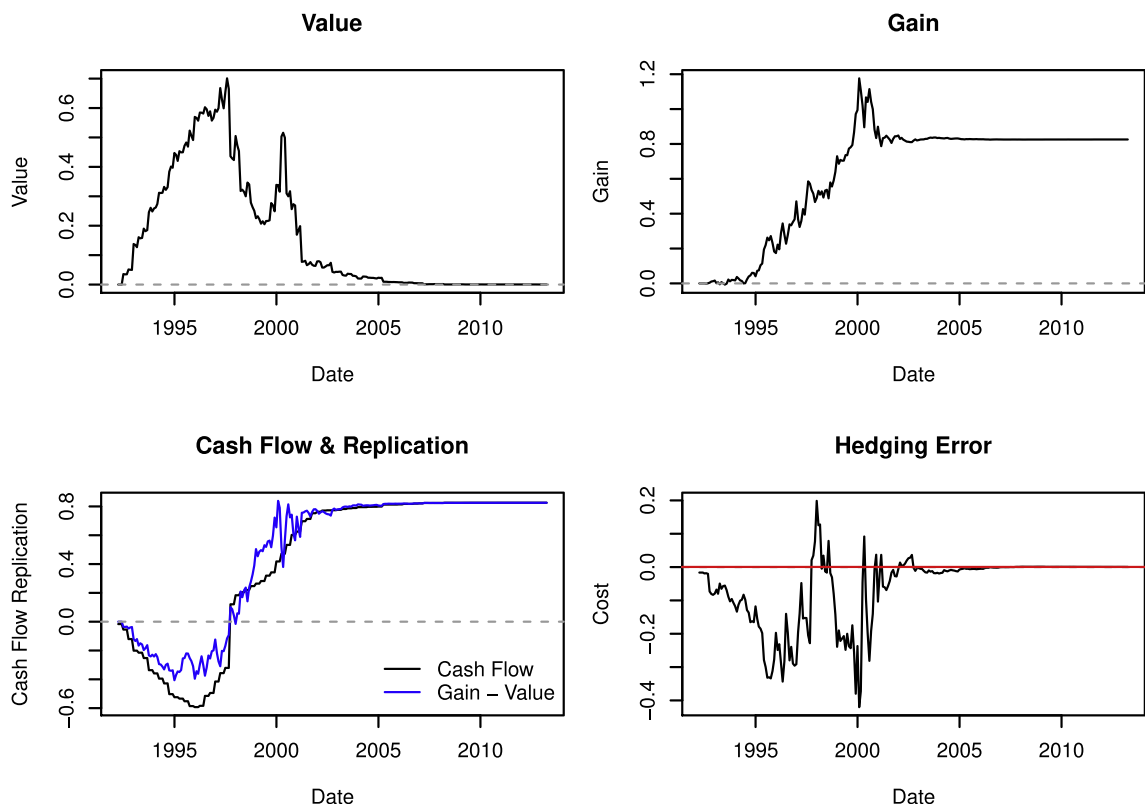 Value
Value
0.0 0.2 0.4 0.6
1995 2000 2005 2010
Date
Gain
Gain
0.0 0.4 0.8 1.2
1995 2000 2005 2010
Date
Cash Flow & Replication
Cash Flow Replication
−0.6 0.0 0.4 0.8
Cash Flow
Gain − Value
1995 2000 2005 2010
Date
Hedging Error
Cost
−0.4 −0.2 0.0 0.2
1995 2000 2005 2010
Date